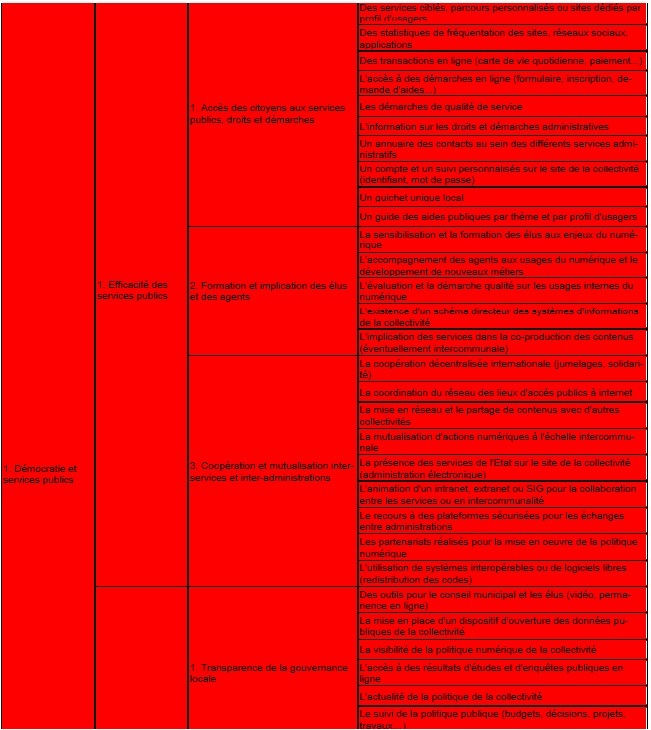 Des services ciblés, parcours personnalisés ou sites dédiés par
profil d'usagers
Des statistiques de fréquentation des sites, réseaux sociaux,
applications
Des transactions en ligne (carte de vie quotidienne, paiement...)
L'accès à des démarches en ligne (formulaire, inscription, de-
mande d'aides...)
1. Accès des citoyens aux services
publics, droits et démarches
Les démarches de qualité de service
L'information sur les droits et démarches administratives
Un annuaire des contacts au sein des différents services admi-
nistratifs
Un compte et un suivi personnalisés sur le site de la collectivité
(identifiant, mot de passe)
Un guichet unique local
Un guide des aides publiques par thème et par profil d'usagers
La sensibilisation et la formation des élus aux enjeux du numé-
rique
L'accompagnement des agents aux usages du numérique et le
développement de nouveaux métiers
1. Efficacité des
services publics
2. Formation et implication des élus
et des agents
L'évaluation et la démarche qualité sur les usages internes du
numérique
L'existence d'un schéma directeur des systèmes d'informations
de la collectivité
L'implication des services dans la co-production des contenus
(éventuellement intercommunale)
La coopération décentralisée internationale (jumelages, solidari-
té)
La coordination du réseau des lieux d'accès publics à internet
La mise en réseau et le partage de contenus avec d'autres
collectivités
La mutualisation d'actions numériques à l'échelle intercommu-
nale
1. Démocratie et
services publics
3. Coopération et mutualisation inter-
services et inter-administrations
La présence des services de l'Etat sur le site de la collectivité
(administration électronique)
L'animation d'un intranet, extranet ou SIG pour la collaboration
entre les services ou en intercommunalité
Le recours à des plateformes sécurisées pour les échanges
entre administrations
Les partenariats réalisés pour la mise en oeuvre de la politique
numérique
L'utilisation de systèmes interopérables ou de logiciels libres
(redistribution des codes)
Des outils pour le conseil municipal et les élus (vidéo, perma-
nence en ligne)
La mise en place d'un dispositif d'ouverture des données pu-
bliques de la collectivité
La visibilité de la politique numérique de la collectivité
1. Transparence de la gouvernance
locale
L'accès à des résultats d'études et d'enquêtes publiques en
ligne
L'actualité de la politique de la collectivité
Le suivi de la politique publique (budgets, décisions, projets,
travaux...)